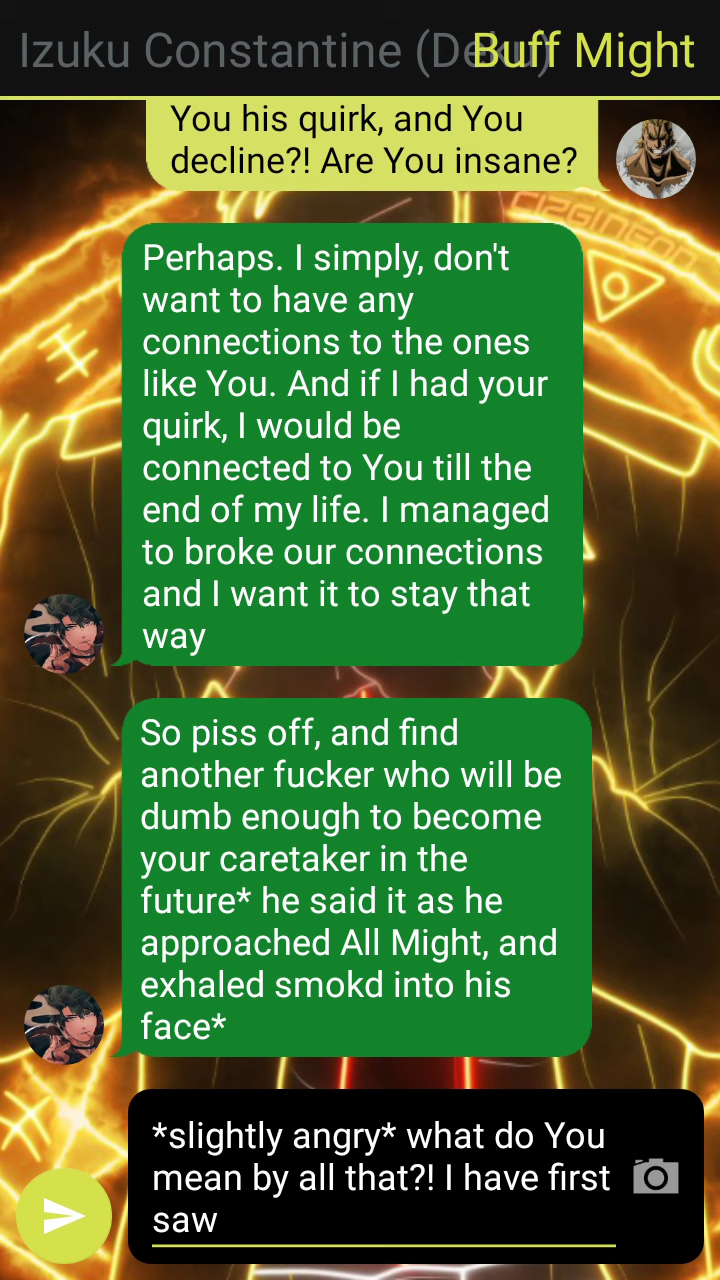 Izuku Constantine (Deku)
Buff Might
You his quirk, and You
decline?! Are You insane?
CIZGINEON
Perhaps. I simply, don't
want to have any
connections to the ones
like You. And if I had your
quirk, I would be
connected to You till the
end of my life. I managed
to broke our connections
and I want it to stay that
way
So piss off, and find
another fucker who will be
dumb enough to become
your caretaker in the
future* he said it as he
approached All Might, and
exhaled smokd into his
face*
*slightly angry* what do You
mean by all that?! I have first
saw